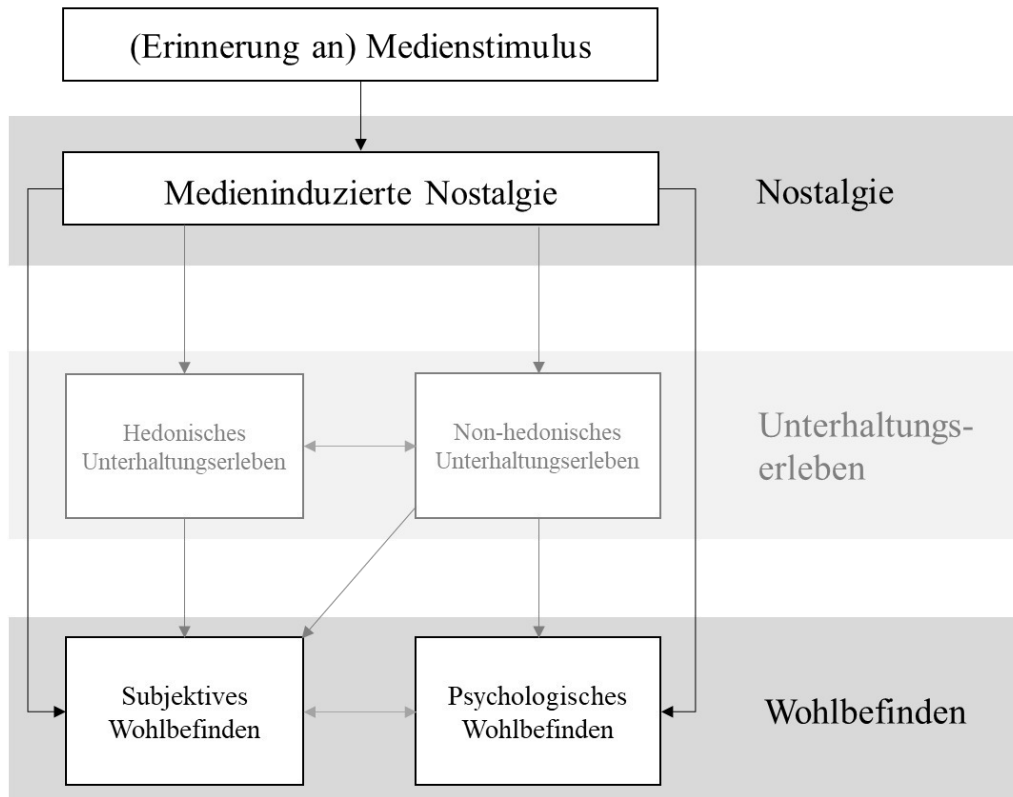 (Erinnerung an) Medienstimulus
Medieninduzierte Nostalgie
Nostalgie
Hedonisches
Unterhaltungserleben
Non-hedonisches
Unterhaltungserleben
Unterhaltungs-
erleben
Subjektives
Wohlbefinden
Psychologisches
Wohlbefinden
Wohlbefinden